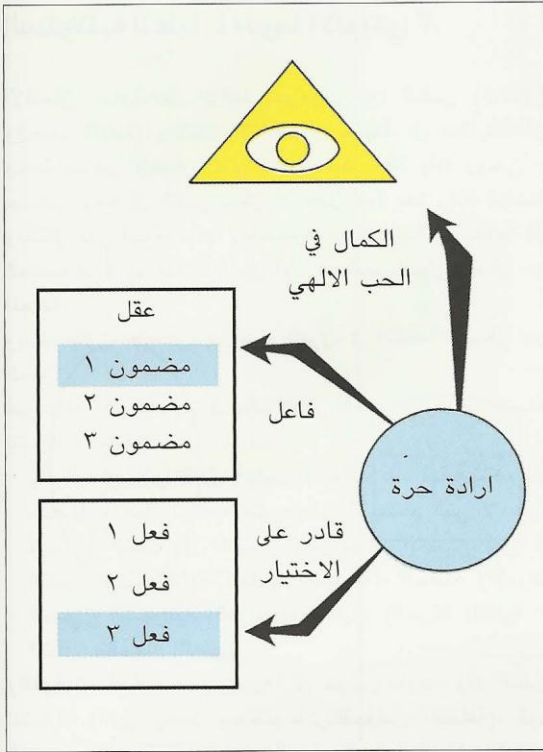 الكمال في
الحب الالهي
عقل
مضمون ١
مضمون ٢
مضمون ٣
فاعل
ارادة حرة
قادر على
الاختيار
فعل ١
فعل ٢
فعل ٣